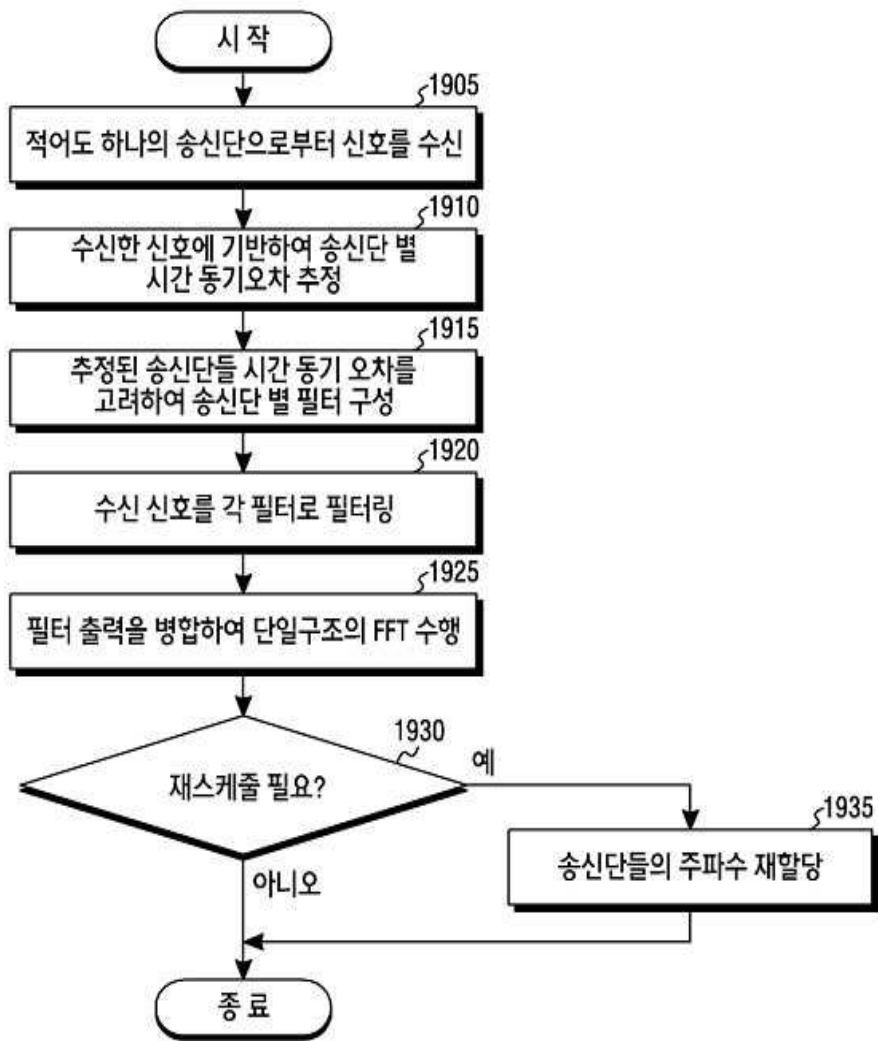 시 작
1905
적어도 하나의 송신단으로부터 신호를 수신
1910
수신한 신호에 기반하여 송신단 별
시간 동기오차 추정
1915
추정된 송신단들 시간 동기 오차를
고려하여 송신단 별 필터 구성
1920
수신 신호를 각 필터로 필터링
1925
필터 출력을 병합하여 단일구조의 FFT 수행
1930
재스케줄 필요?
예
1935
송신단들의 주파수 재할당
아니오
종 료